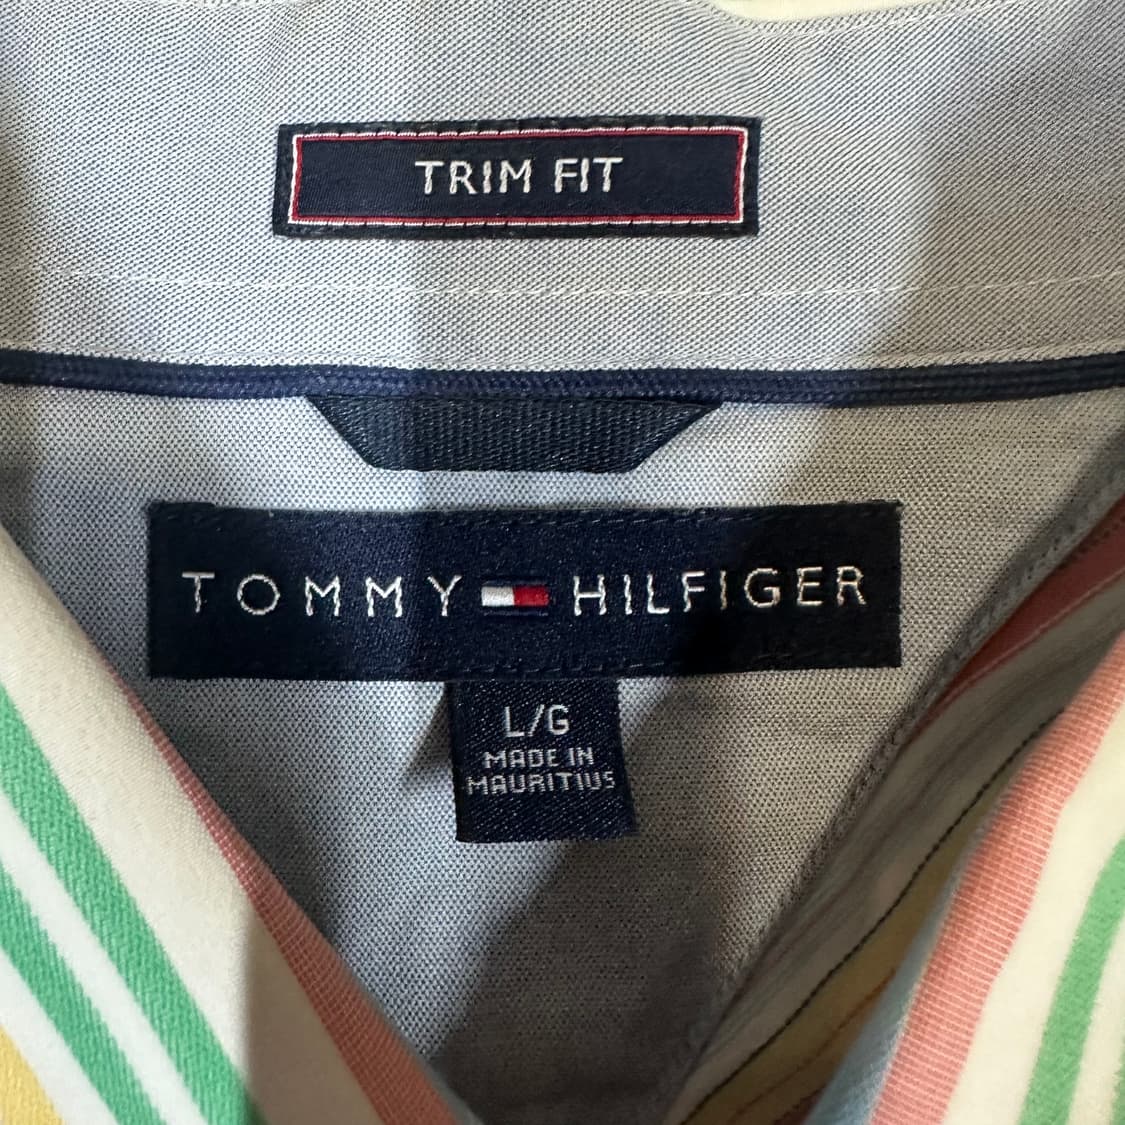 TRIM FIT
TOMMY HILFIGER
L/G
MADE IN
MAURITIUS